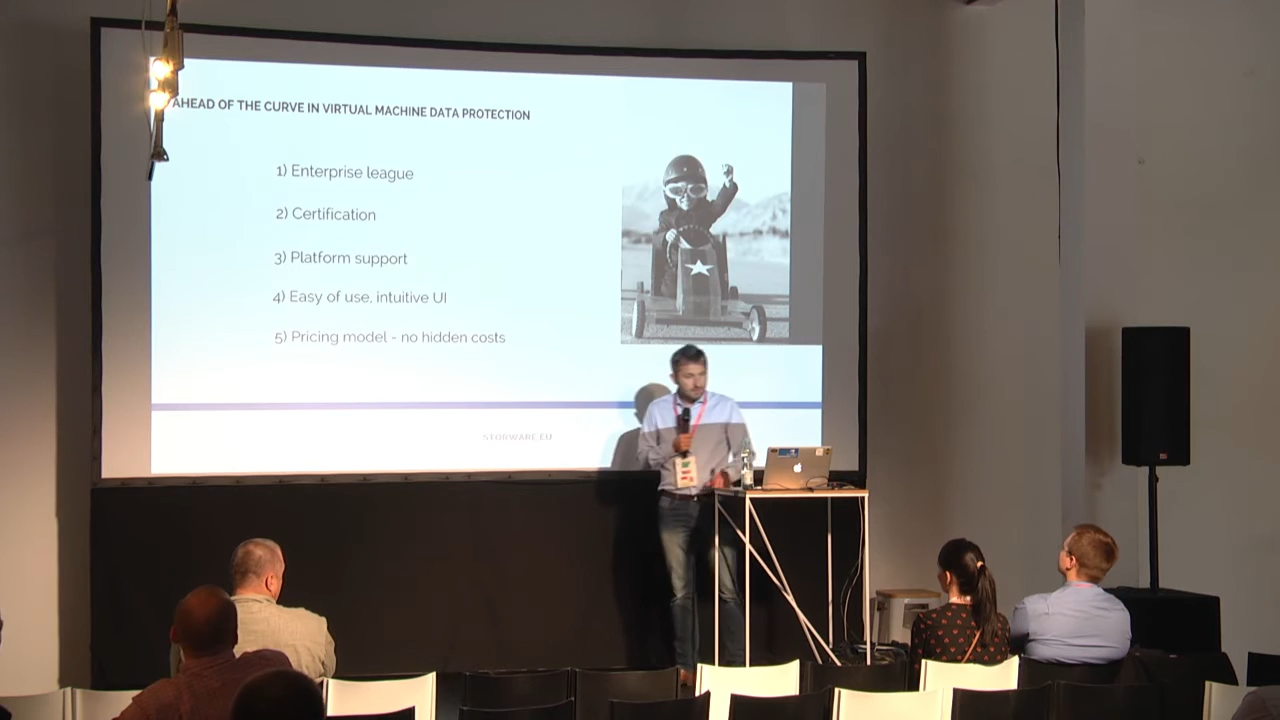 AHEAD OF THE CURVE IN VIRTUAL MACHINE DATA PROTECTION
1) Enterprise league
2) Certification
3) Platform support
4) Easy of use, intuitive UI
5) Pricing model - no hidden costs
STORWARE.EU